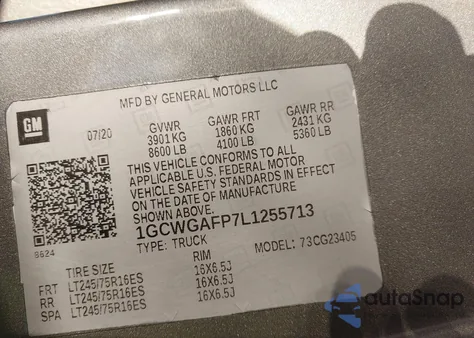 MFD BY GENERAL MOTORS LLC
GM
07/20
GVWR GAWR FRT GAWR RR
3901 KG 1860 KG 2431 KG
8600 LB 4100 LB 5360 LB
THIS VEHICLE CONFORMS TO ALL
APPLICABLE U.S. FEDERAL MOTOR
VEHICLE SAFETY STANDARDS IN EFFECT
ON THE DATE OF MANUFACTURE
SHOWN ABOVE.
1GCWGAFP7L1255713
TYPE: TRUCK MODEL: 73CG23405
8624
TIRE SIZE RIM
FRT LT245/75R16ES 16X6.5J
RR LT245/75R16ES 16X6.5J
SPA LT245/75R16ES 16X6.5J
autoSnap